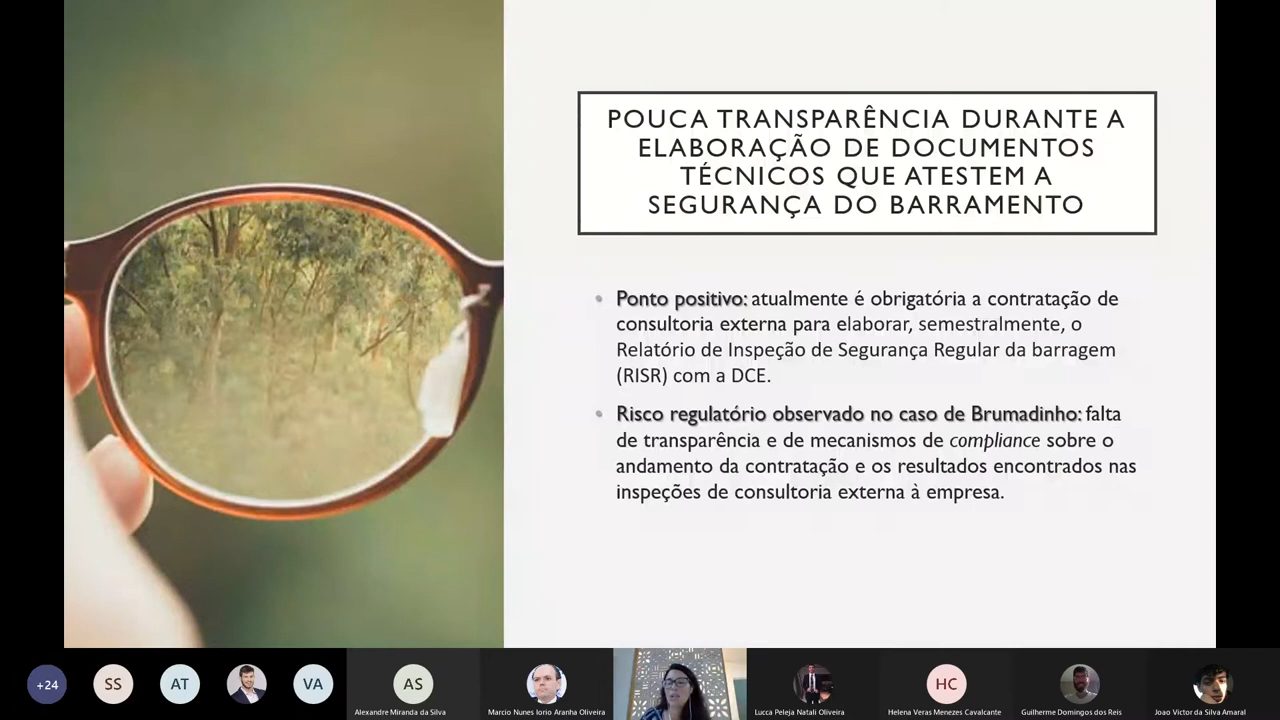 POUCA TRANSPARÊNCIA DURANTE A
ELABORAÇÃO DE DOCUMENTOS
TÉCNICOS QUE ATESTEM A
SEGURANÇA DO BARRAMENTO
• Ponto positivo: atualmente é obrigatória a contratação de
consultoria externa para elaborar, semestralmente, o
Relatório de Inspeção de Segurança Regular da barragem
(RISR) com a DCE.
• Risco regulatório observado no caso de Brumadinho: falta
de transparência e de mecanismos de compliance sobre o
andamento da contratação e os resultados encontrados nas
inspeções de consultoria externa à empresa.
+24
SS
AT
VA
AS
HC
Alexandre Miranda da Silva
Marcio Nunes Iorio Aranha Oliveira
Lucca Peleja Natali Oliveira
Helena Veras Menezes Cavalcante
Guilherme Domingos dos Reis
Joao Victor da Silva Amaral